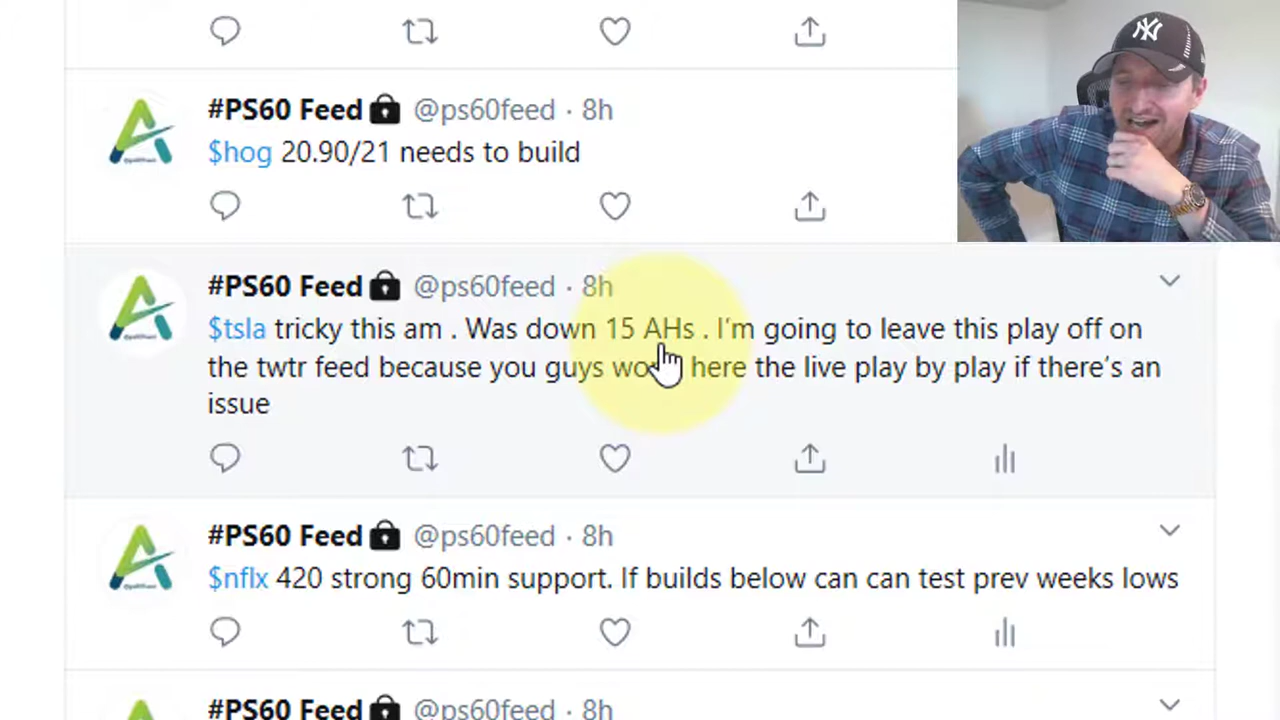 #PS60 Feed @ps60feed · 8h
$hog 20.90/21 needs to build
#PS60 Feed @ps60feed · 8h
$tsla tricky this am . Was down 15 AHs . I'm going to leave this play off on
the twtr feed because you guys here the live play by play if there's an
issue
#PS60 Feed @ps60feed · 8h
$nflx 420 strong 60min support. If builds below can can test prev weeks lows
#PS60 Feed @ps60feed · 8h